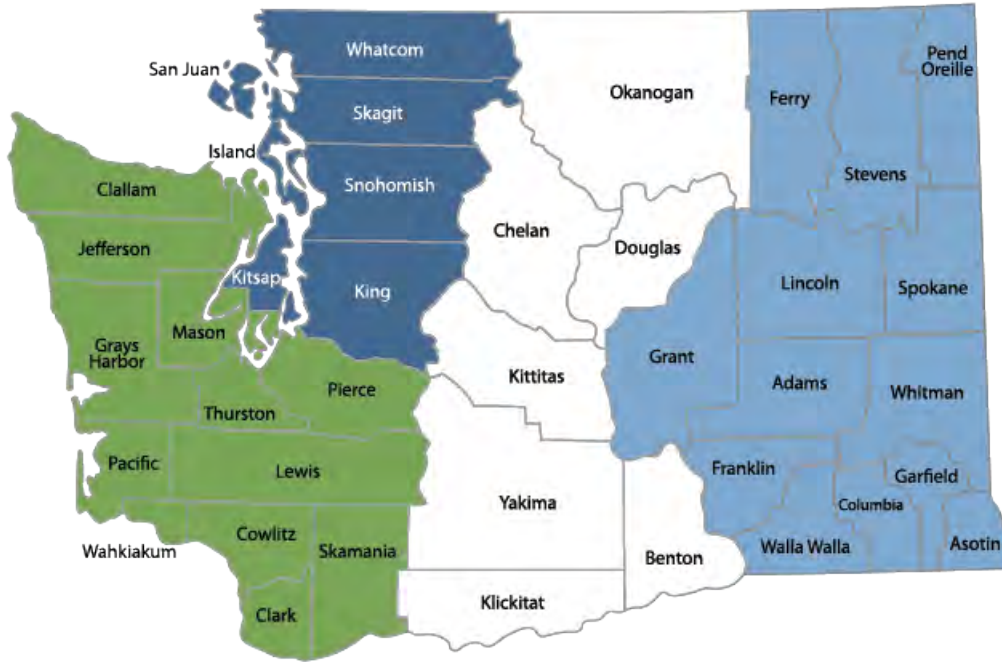 Whatcom
San Juan
Pend
Oreille
Okanogan
Ferry
Skagit
Island
Snohomish
Stevens
Clallam
Chelan
Douglas
Jefferson
Kitsap
King
Lincoln
Spokane
Mason
Grays
Harbor
Grant
Kittitas
Adams
Pierce
Whitman
Thurston
Pacific
Lewis
Franklin
Garfield
Yakima
Columbia
Cowlitz
Wahkiakum
Skamania
Benton
Walla Walla
Asotin
Klickitat
Clark